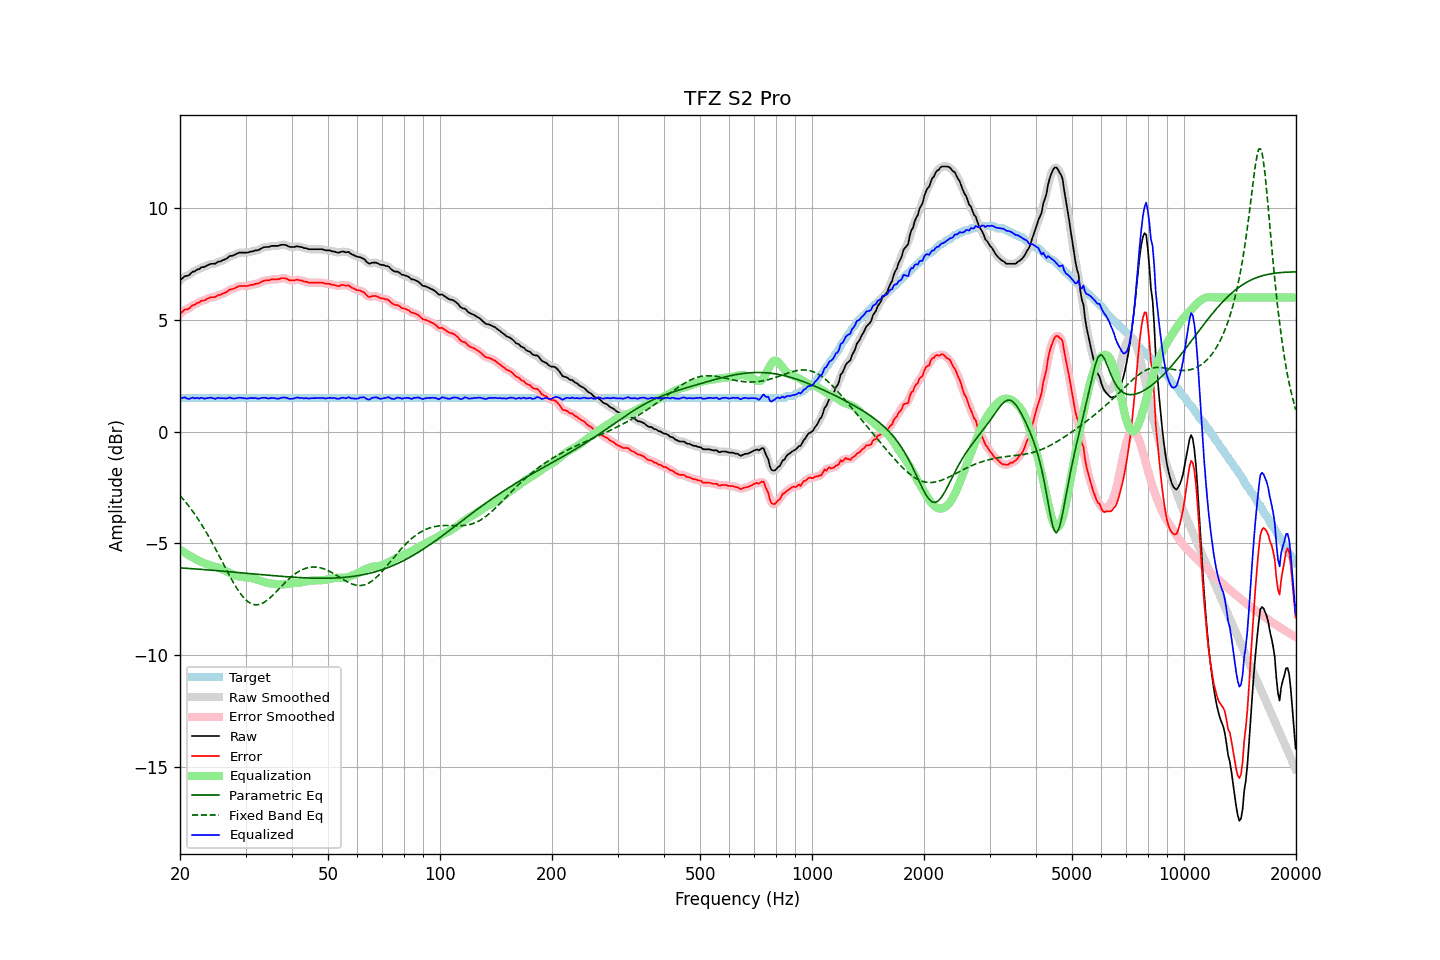 TFZ S2 Pro
Amplitude (dBr)
10
5
0
−5
−10
−15
Target
Raw Smoothed
Error Smoothed
Raw
Error
Equalization
Parametric Eq
Fixed Band Eq
Equalized
20 50 100 200 500 1000 2000 5000 10000 20000
Frequency (Hz)